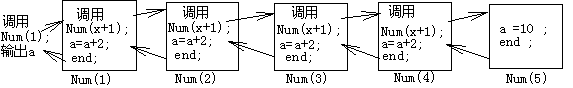 调用
Num(1);
输出a
调用
Num(x+1);
a=a+2;
end;
Num(1)
调用
Num(x+1);
a=a+2;
end;
Num(2)
调用
Num(x+1);
a=a+2;
end;
Num(3)
调用
Num(x+1);
a=a+2;
end;
Num(4)
a =10 ;
end ;
Num(5)